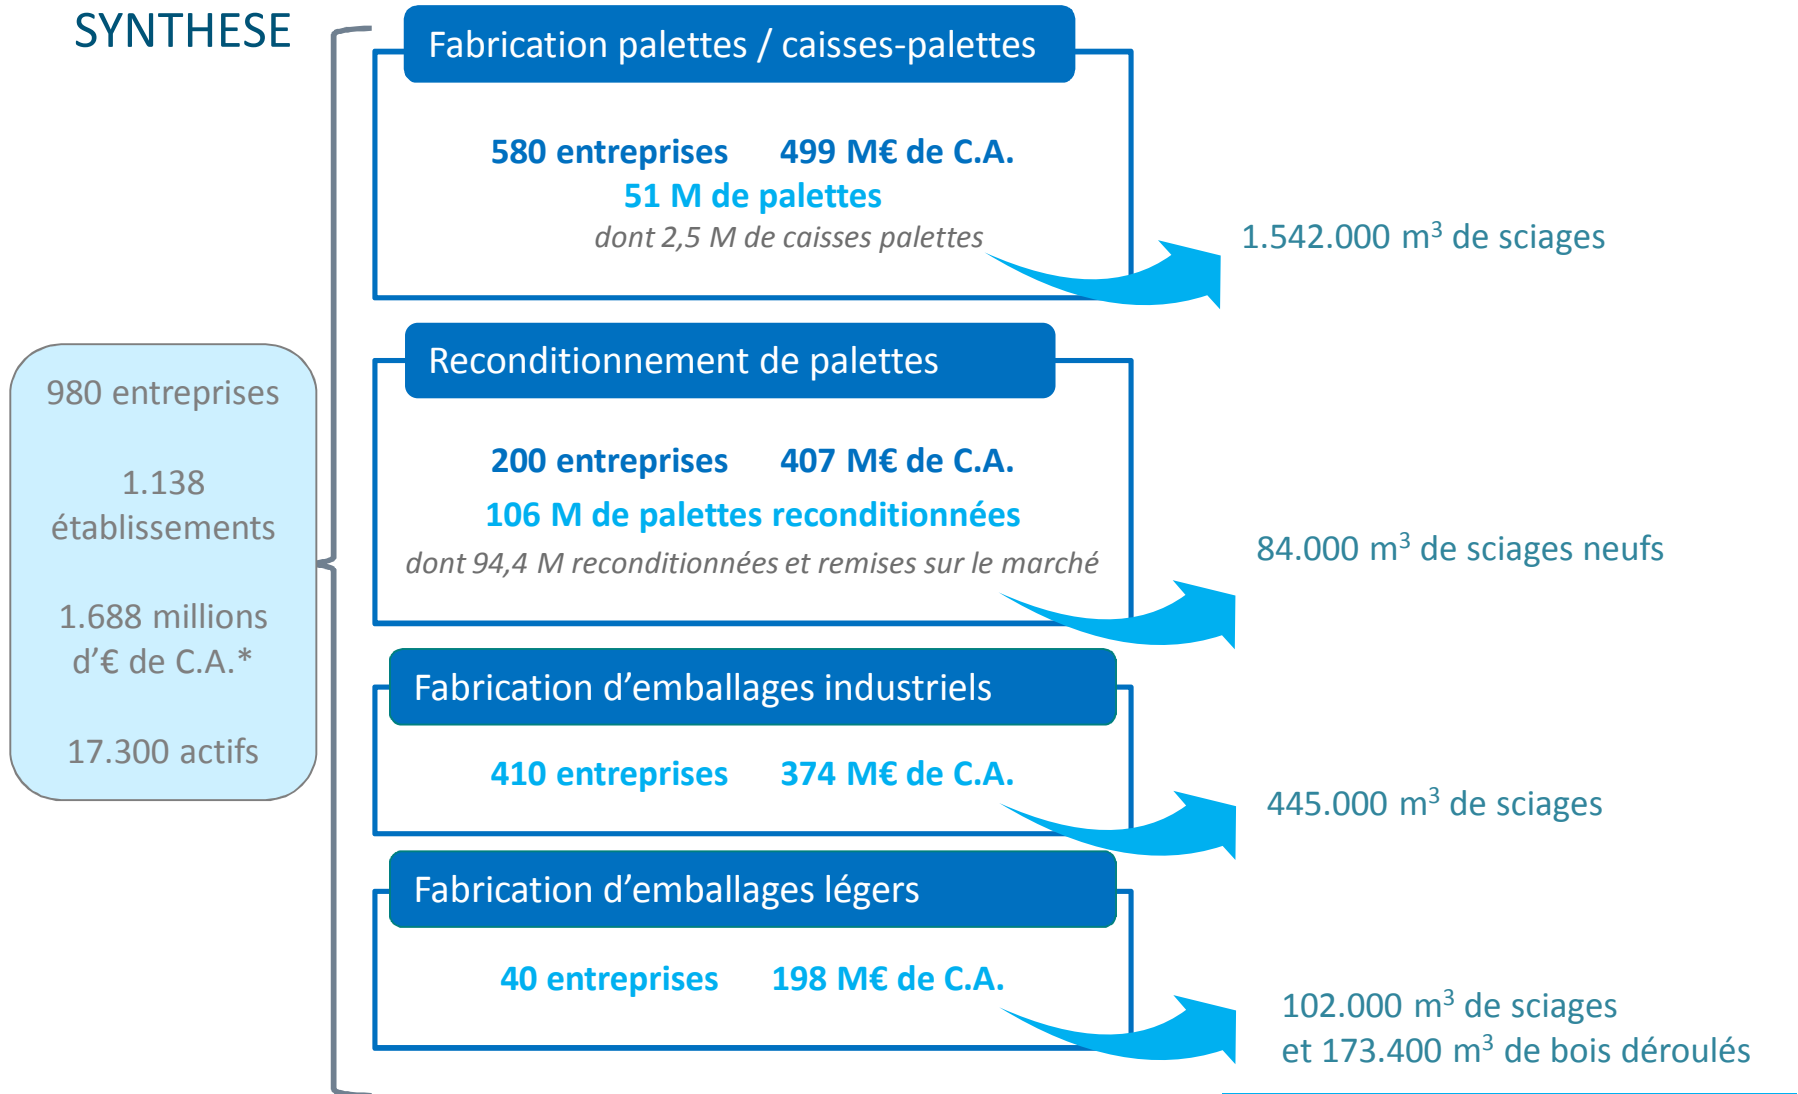 SYNTHESE
Fabrication palettes / caisses-palettes
580 entreprises 499 M€ de C.A.
51 M de palettes
dont 2,5 M de caisses palettes
1.542.000 m³ de sciages
Reconditionnement de palettes
200 entreprises 407 M€ de C.A.
106 M de palettes reconditionnées
dont 94,4 M reconditionnées et remises sur le marché
84.000 m³ de sciages neufs
980 entreprises
1.138
établissements
1.688 millions
d’€ de C.A.*
17.300 actifs
Fabrication d’emballages industriels
410 entreprises 374 M€ de C.A.
445.000 m³ de sciages
Fabrication d’emballages légers
40 entreprises 198 M€ de C.A.
102.000 m³ de sciages
et 173.400 m³ de bois déroulés